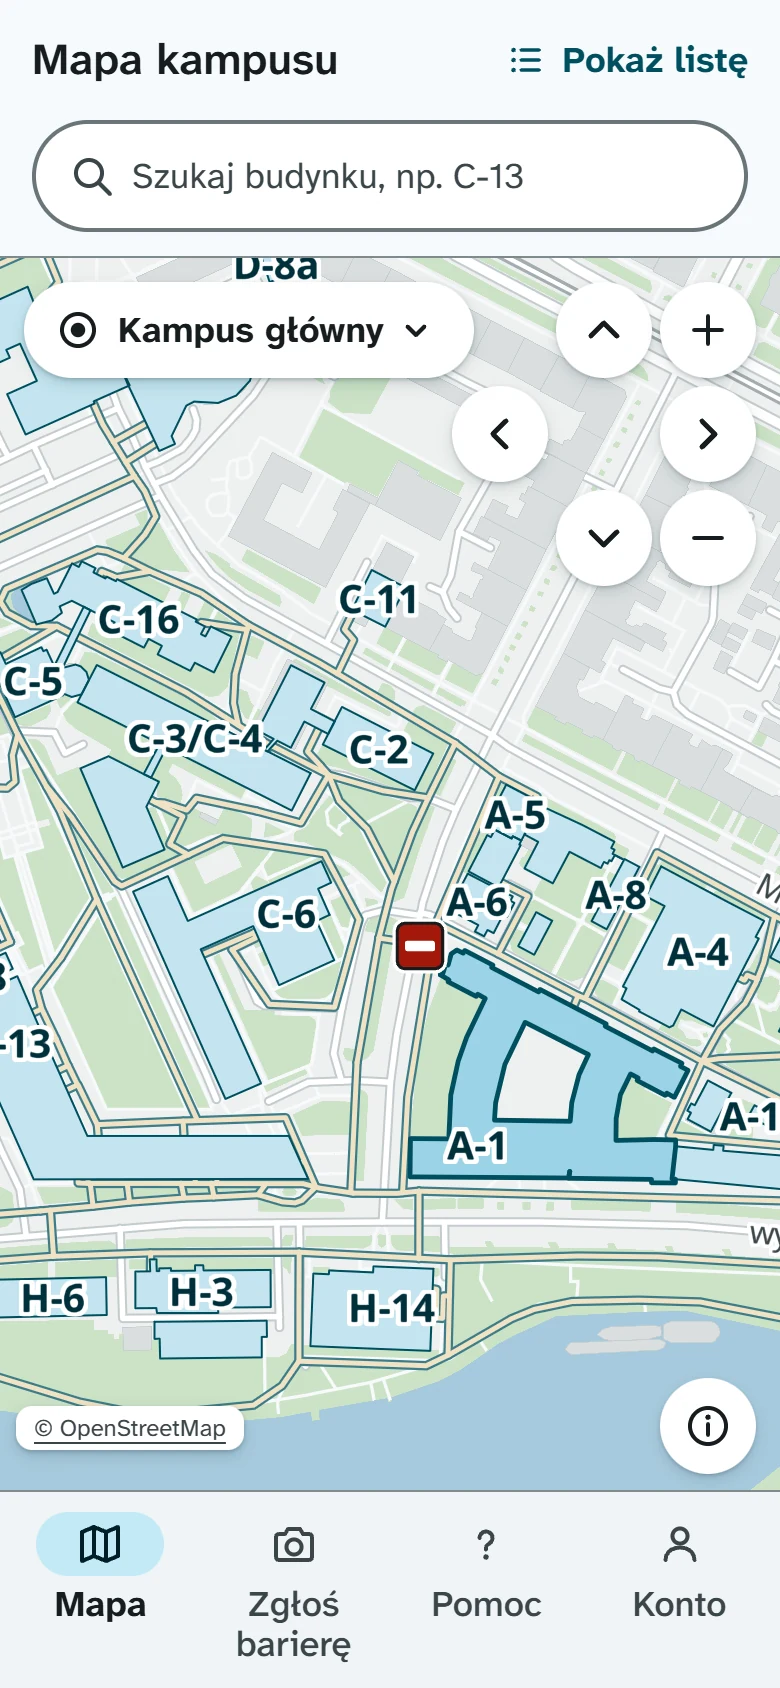 Mapa kampusu
Pokaż listę
Szukaj budynku, np. C-13
D-8a
Kampus główny
C-11
C-16
C-5
C-3/C-4
C-2
A-5
A-8
A-6
C-6
A-4
-13
A-1
A-1
H-6
H-3
H-14
wy
© OpenStreetMap
Mapa
Zgłoś
barierę
Pomoc
Konto